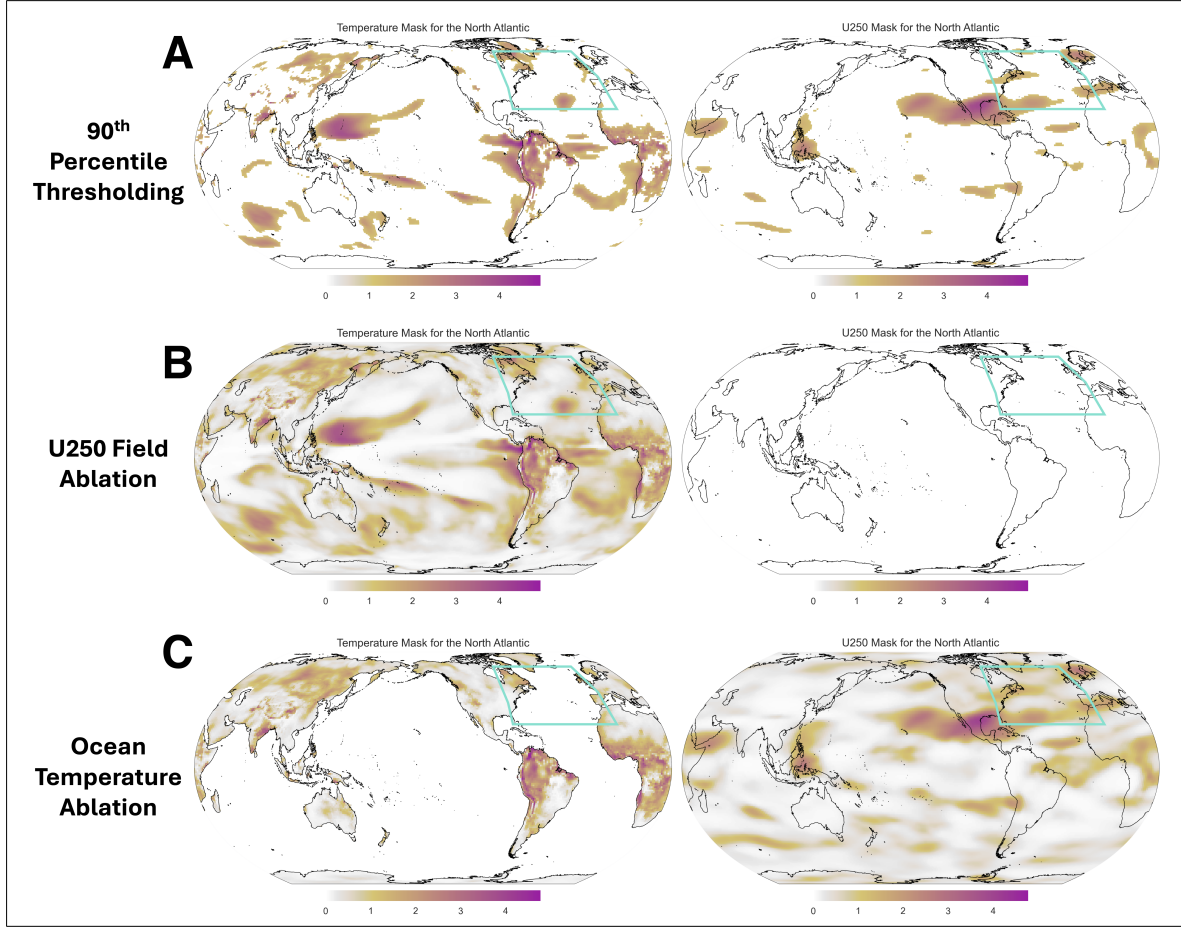 A
90th
Percentile
Thresholding
Temperature Mask for the North Atlantic
0 1 2 3 4
U250 Mask for the North Atlantic
0 1 2 3 4
B
U250 Field
Ablation
Temperature Mask for the North Atlantic
0 1 2 3 4
U250 Mask for the North Atlantic
0 1 2 3 4
C
Ocean
Temperature
Ablation
Temperature Mask for the North Atlantic
0 1 2 3 4
U250 Mask for the North Atlantic
0 1 2 3 4